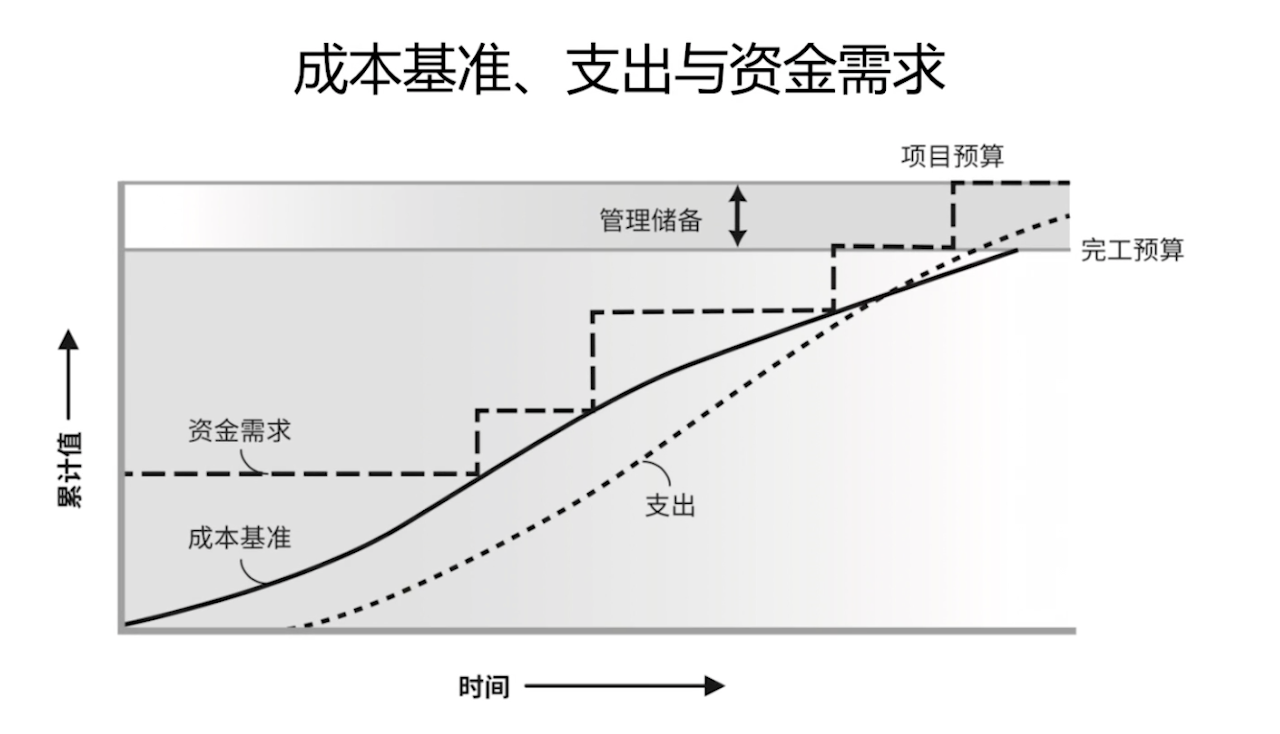 成本基准、支出与资金需求
项目预算
管理储备
完工预算
资金需求
累计值
支出
成本基准
时间